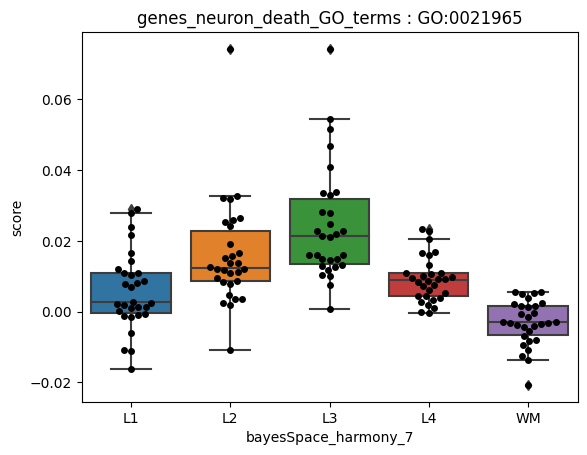 genes_neuron_death_GO_terms : GO:0021965
score
0.06
0.04
0.02
0.00
−0.02
L1 L2 L3 L4 WM
bayesSpace_harmony_7